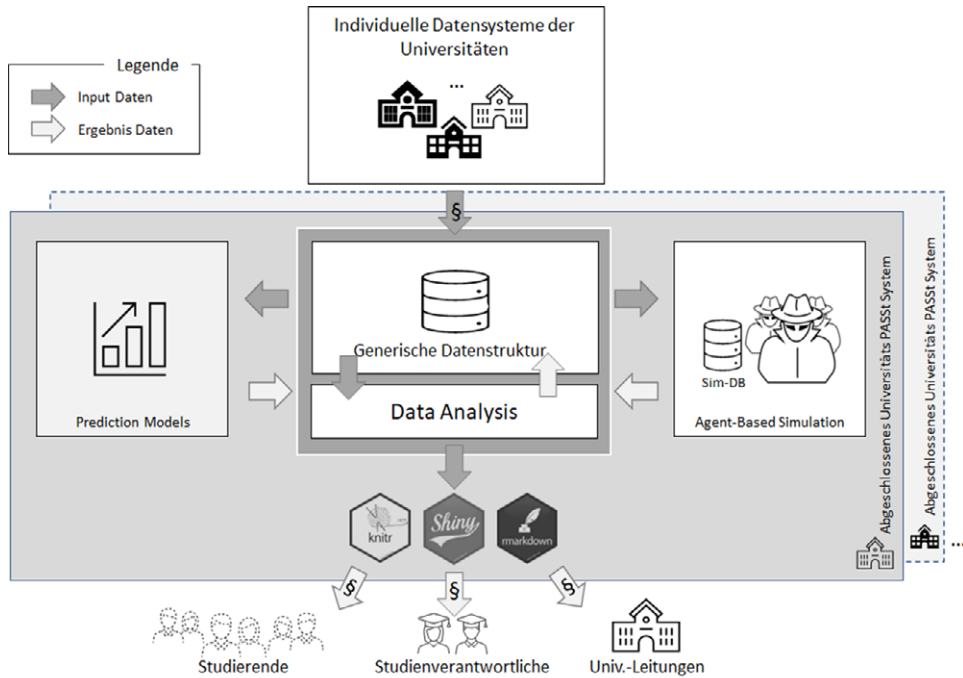 Individuelle Datensysteme der
Universitäten
...
Legende
Input Daten
Ergebnis Daten
§
Generische Datenstruktur
Data Analysis
Prediction Models
Sim-DB
Agent-Based Simulation
Abgeschlossenes Universitäts PASSt System
Abgeschlossenes Universitäts PASSt System
...
knitr
Shiny
rmarkdown
§
§
§
Studierende
Studienverantwortliche
Univ.-Leitungen